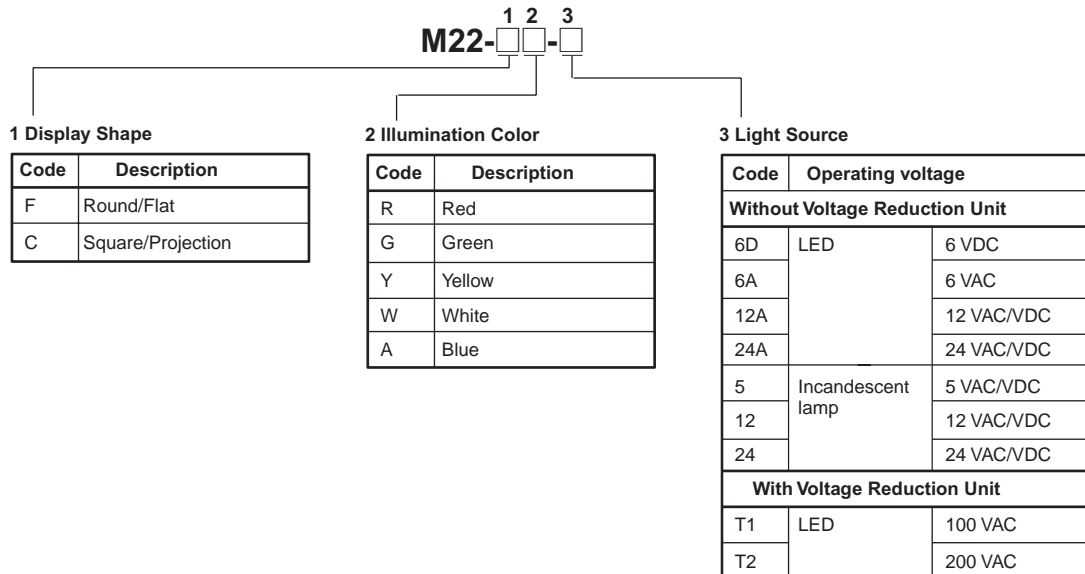 1 2 3
M22-□□-□
1 Display Shape
Code Description
F Round/Flat
C Square/Projection
2 Illumination Color
Code Description
R Red
G Green
Y Yellow
W White
A Blue
3 Light Source
Code Operating voltage
Without Voltage Reduction Unit
6D LED 6 VDC
6A 6 VAC
12A 12 VAC/VDC
24A 24 VAC/VDC
5 Incandescent lamp 5 VAC/VDC
12 12 VAC/VDC
24 24 VAC/VDC
With Voltage Reduction Unit
T1 LED 100 VAC
T2 200 VAC